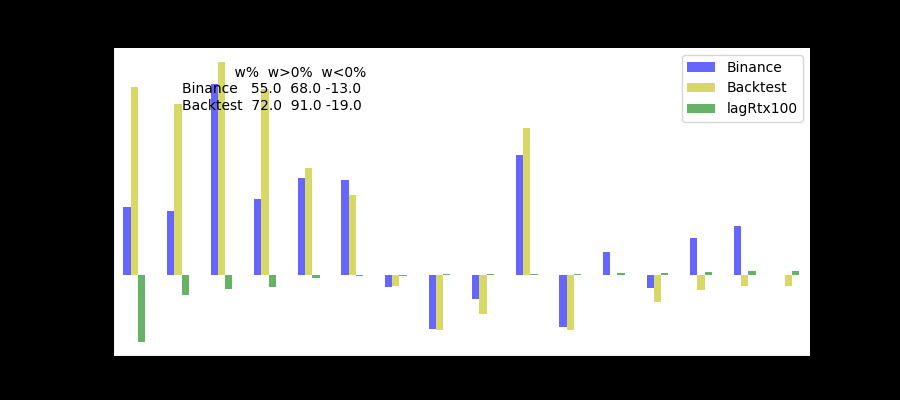 w%  w>0%  w<0%
Binance   55.0  68.0 -13.0
Backtest  72.0  91.0 -19.0
Binance
Backtest
lagRtx100